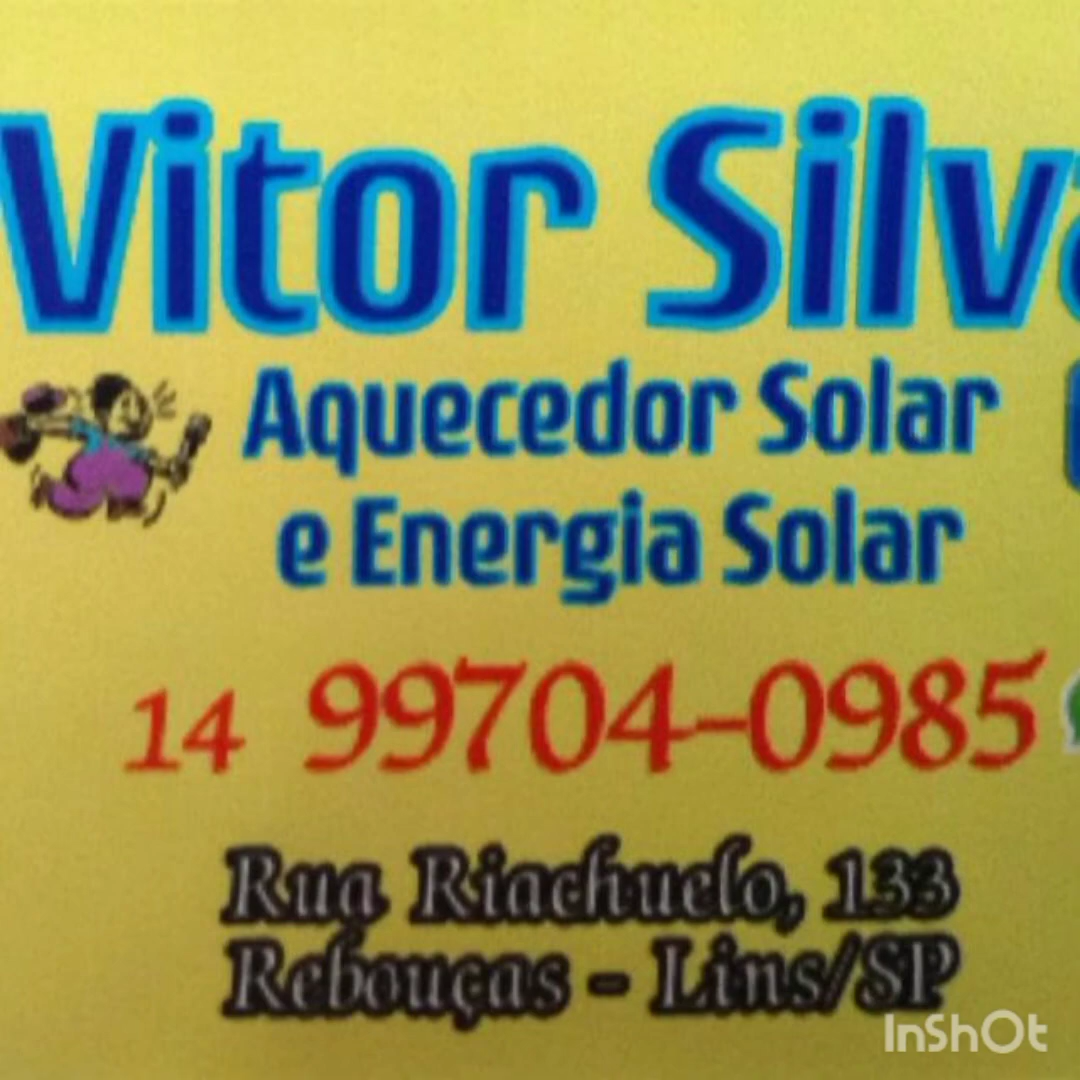 Vitor Silva
Aquecedor Solar
e Energia Solar
14 99704-0985
Rua Riachuelo, 133
Rebouças - Lins/SP
InShOt